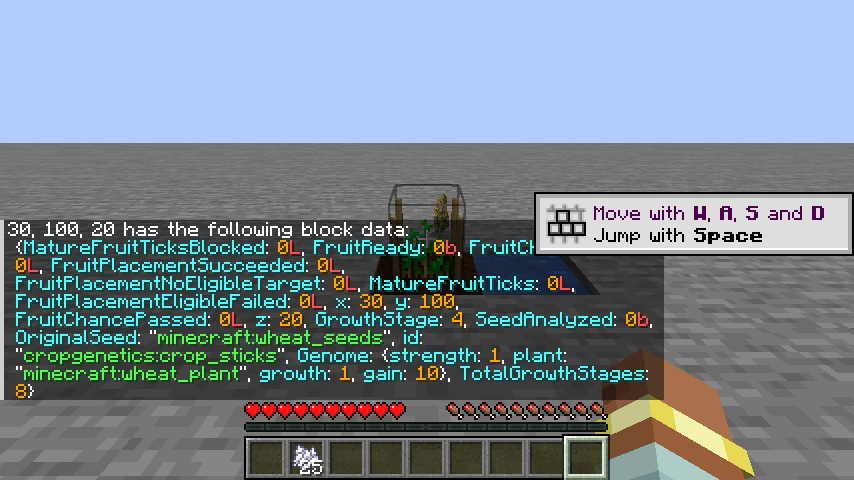 30, 100, 20 has the following block data:
{MatureFruitTicksBlocked: 0L, FruitReady: 0b,
0L, FruitPlacementSucceeded: 0L,
FruitPlacementNoEligibleTarget: 0L, MatureFruitTicks: 0L,
FruitPlacementEligibleFailed: 0L, x: 30, y: 100,
FruitChancePassed: 0L, z: 20, GrowthStage: 4, SeedAnalyzed: 0b,
OriginalSeed: "minecraft:wheat_seeds", id:
"cropgenetics:crop_sticks", Genome: {strength: 1, plant:
"minecraft:wheat_plant", growth: 1, gain: 10}, TotalGrowthStages:
8}
Move with W, A, S and D
Jump with Space
25